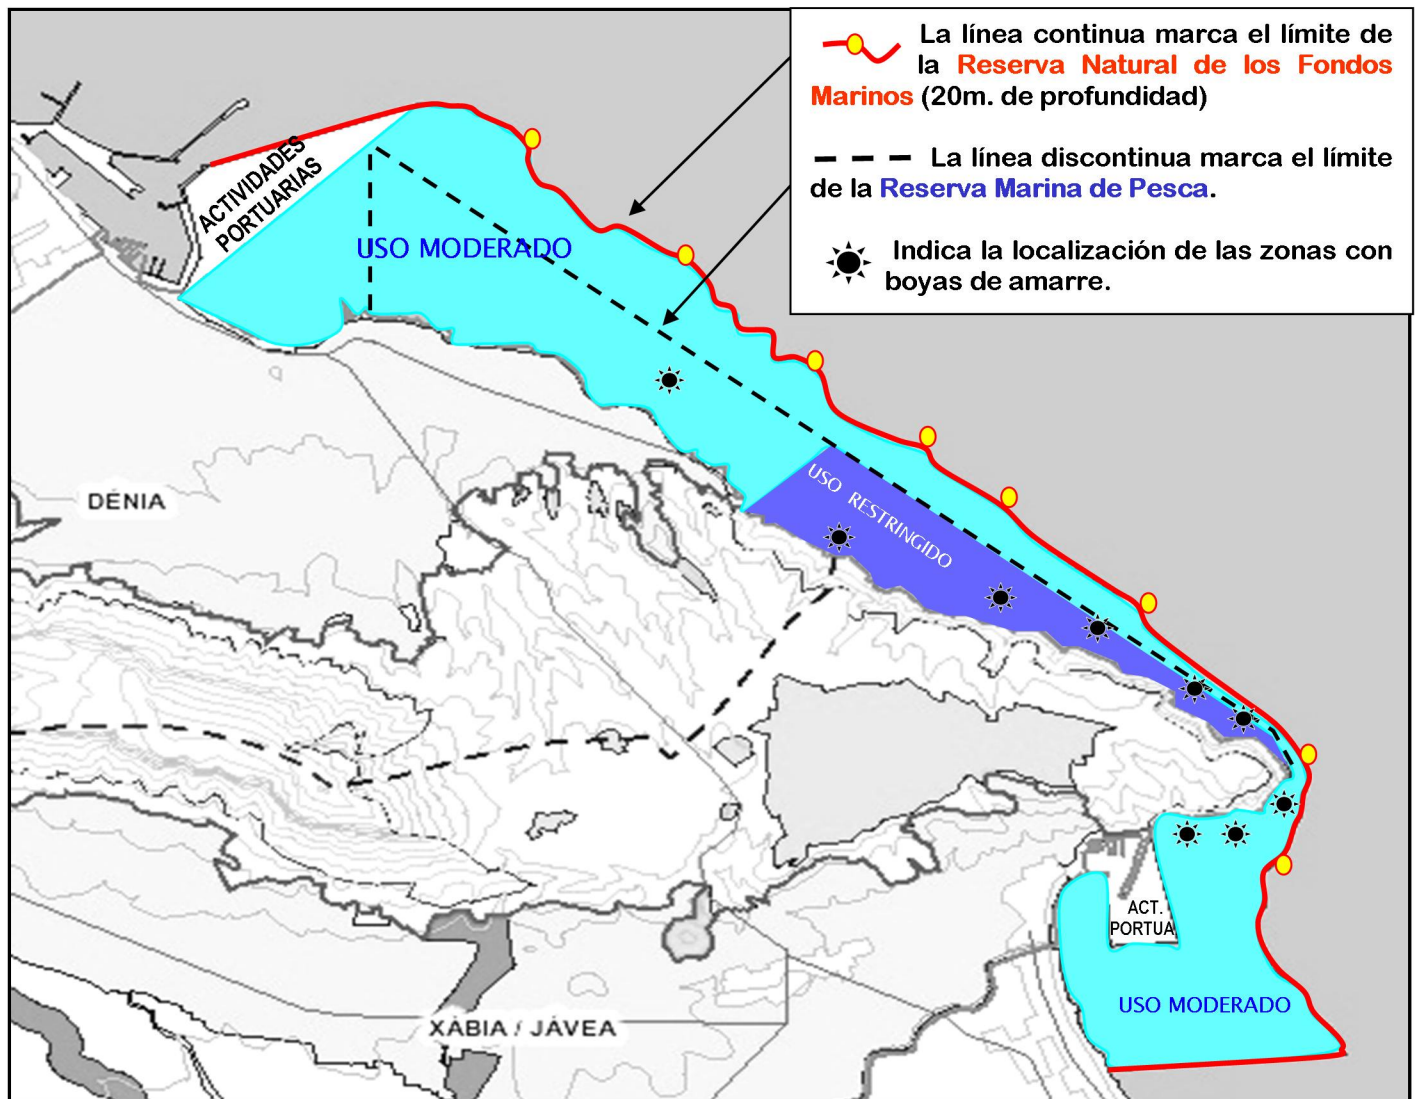 La línea continua marca el límite de
la Reserva Natural de los Fondos
Marinos (20m. de profundidad)
La línea discontinua marca el límite
de la Reserva Marina de Pesca.
Indica la localización de las zonas con
boyas de amarre.
ACTIVIDADES
PORTUARIAS
USO MODERADO
USO RESTRINGIDO
DÉNIA
ACT.
PORTUA
USO MODERADO
XÀBIA / JÁVEA